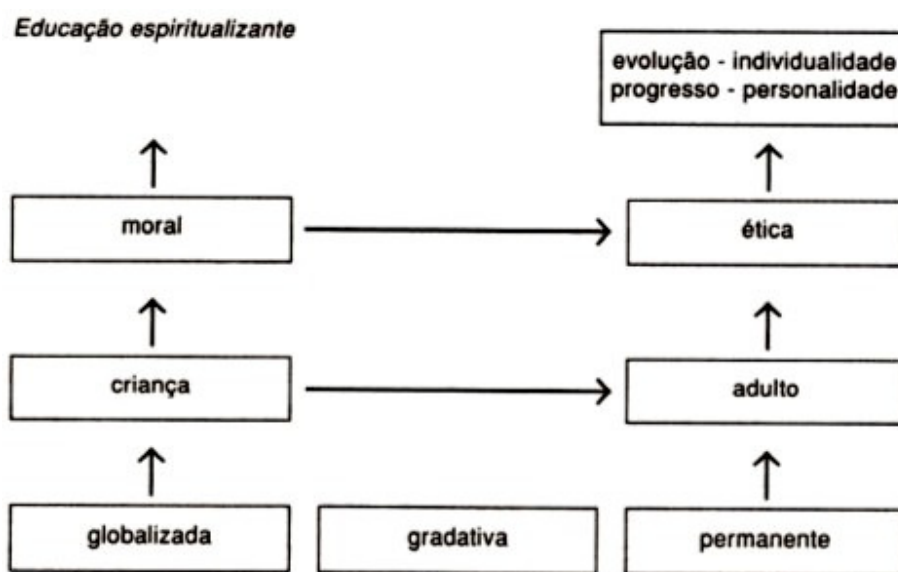 Educação espiritualizante
evolução - individualidade
progresso - personalidade
moral
ética
criança
adulto
globalizada
gradativa
permanente